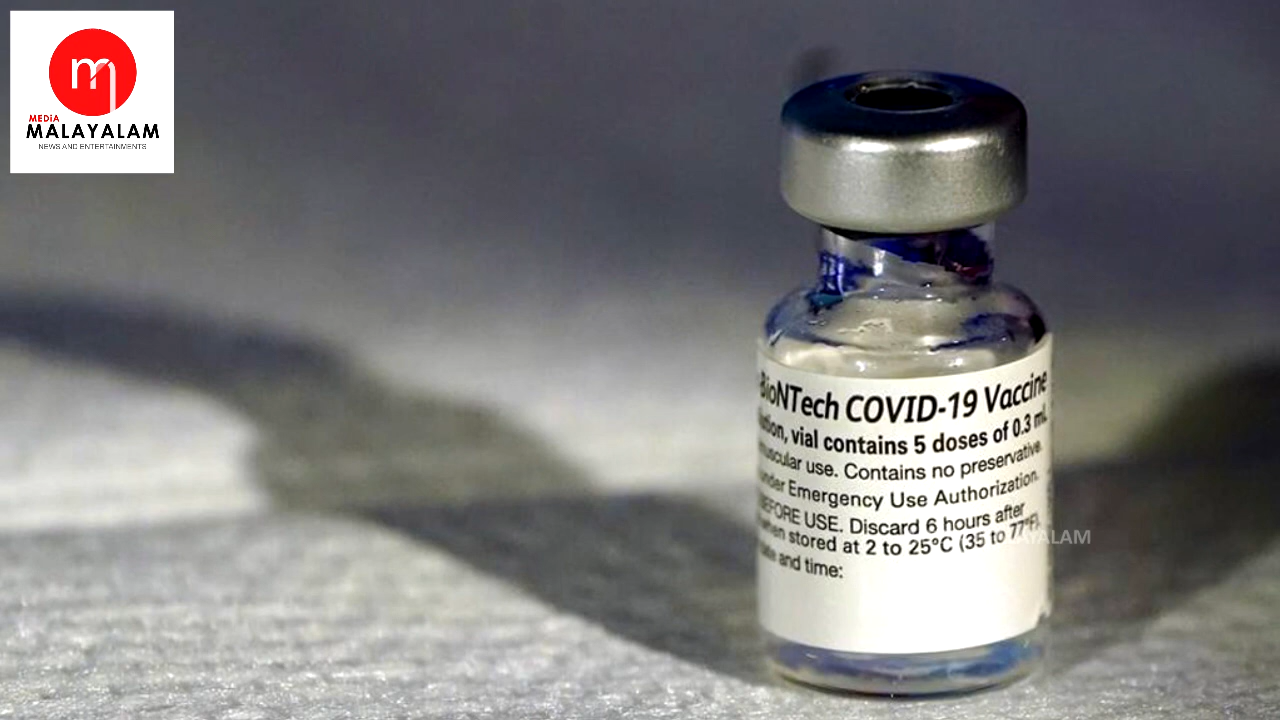 m
MEDiA
MALAYALAM
NEWS AND ENTERTAINMENTS
BioNTech COVID-19 Vaccine
vial contains 5 doses of 0.3 mL
use. Contains no preservative.
Emergency Use Authorization.
USE. Discard 6 hours after
stored at 2 to 25°C (35 to 77°F)
and time: